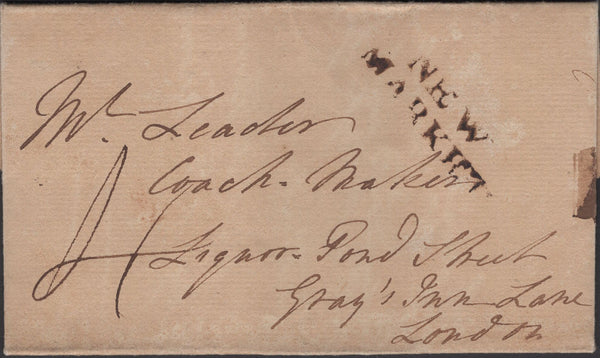 NEW
MARKET
Mr. Leader
Coach-Maker
Liquor-Pond Street
Gray's Inn Lane
London